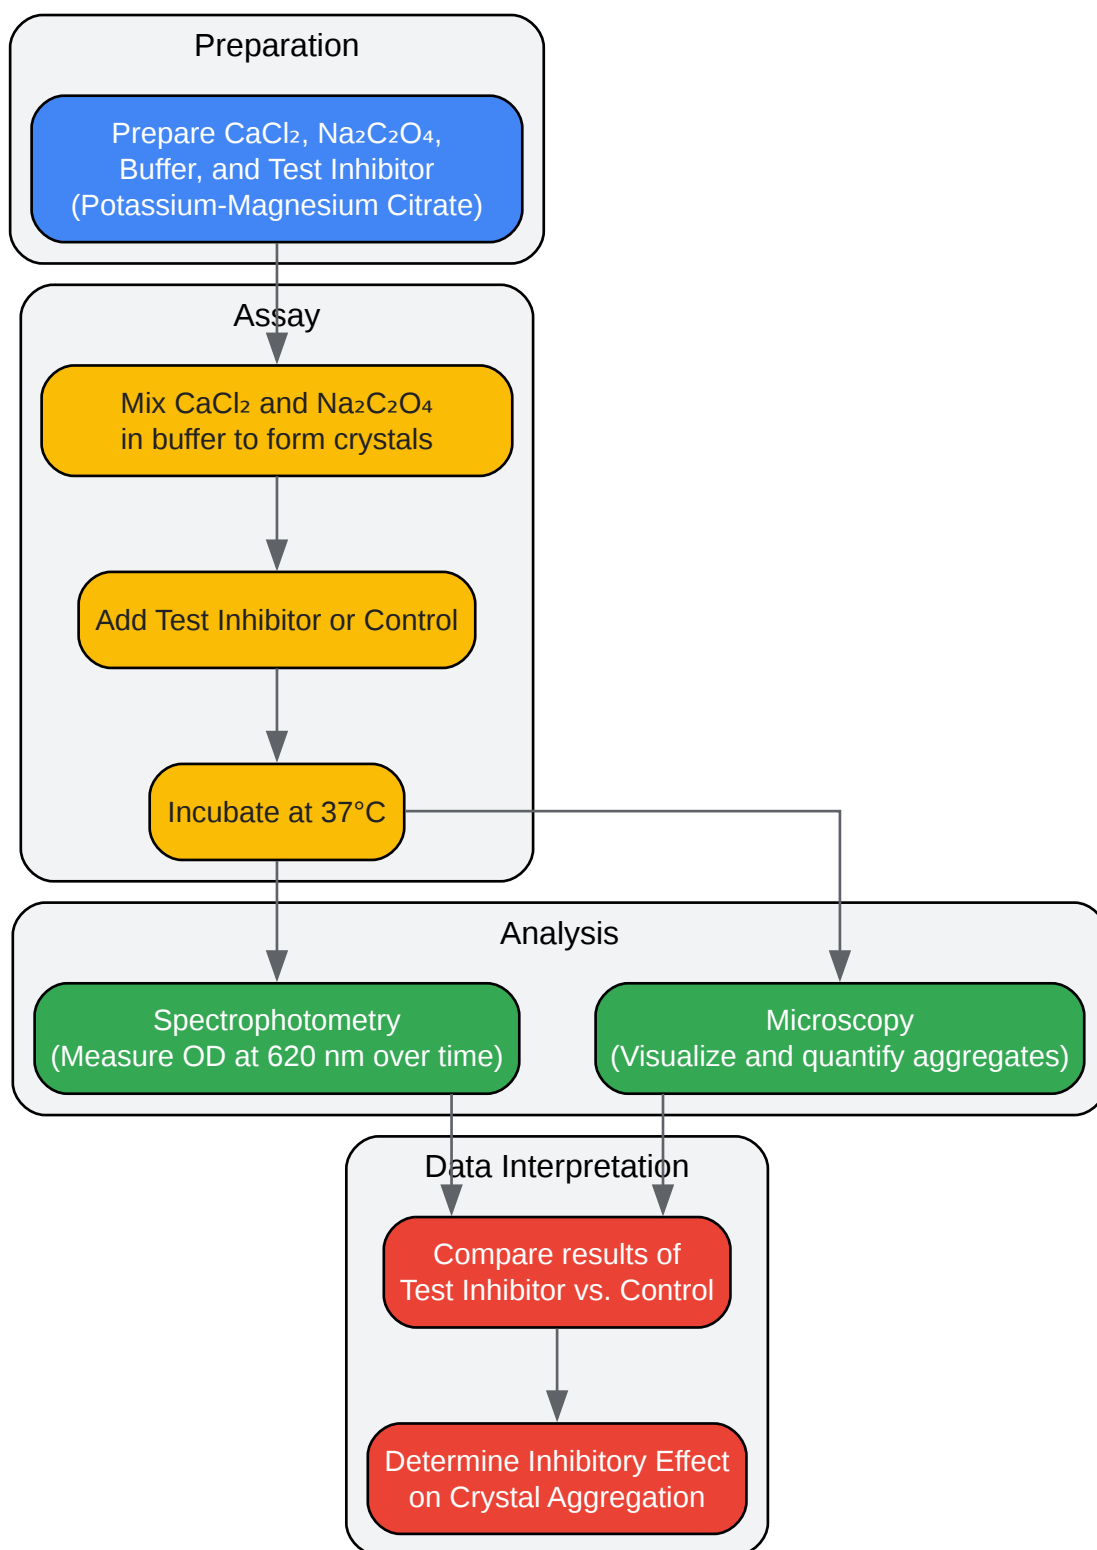 Preparation
Prepare CaCl₂, Na₂C₂O₄,
Buffer, and Test Inhibitor
(Potassium-Magnesium Citrate)
Assay
Mix CaCl₂ and Na₂C₂O₄
in buffer to form crystals
Add Test Inhibitor or Control
Incubate at 37°C
Analysis
Spectrophotometry
(Measure OD at 620 nm over time)
Microscopy
(Visualize and quantify aggregates)
Data Interpretation
Compare results of
Test Inhibitor vs. Control
Determine Inhibitory Effect
on Crystal Aggregation